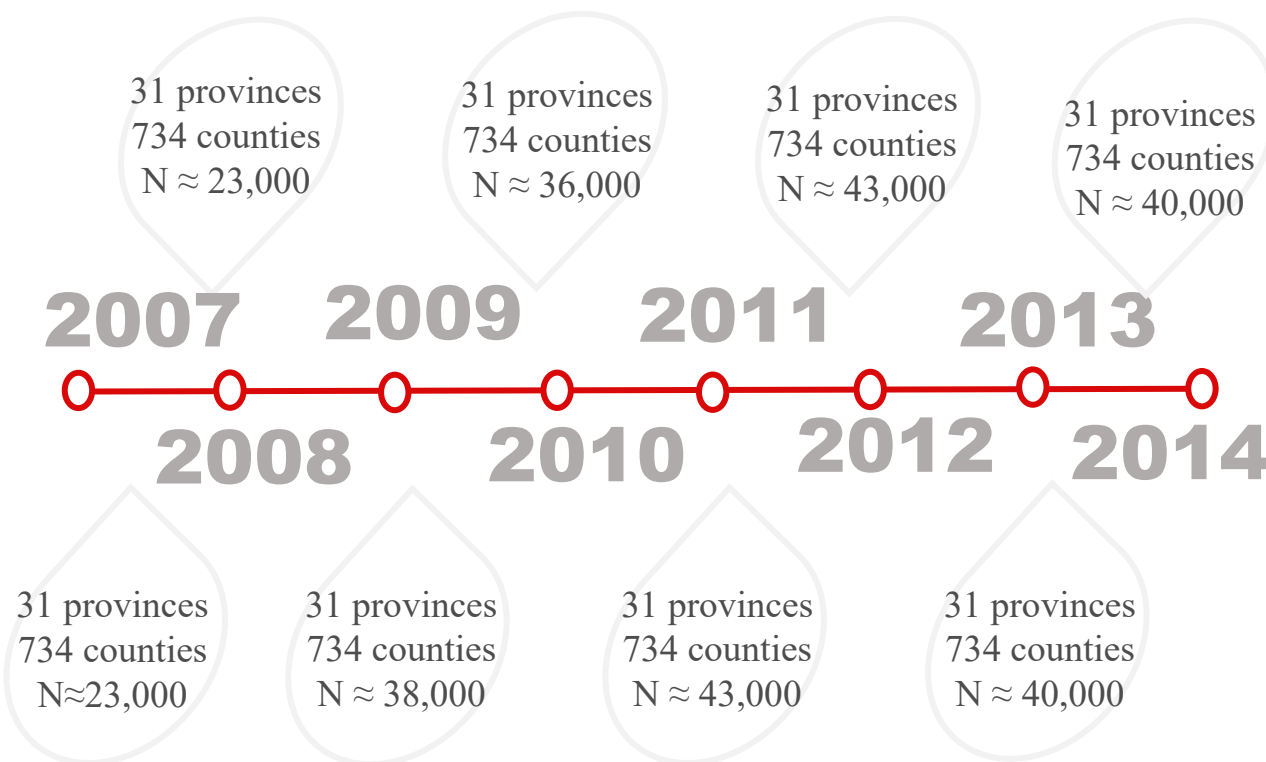 31 provinces
734 counties
N ≈ 23,000
31 provinces
734 counties
N ≈ 36,000
31 provinces
734 counties
N ≈ 43,000
31 provinces
734 counties
N ≈ 40,000
2007
2009
2011
2013
2008
2010
2012
2014
31 provinces
734 counties
N≈23,000
31 provinces
734 counties
N ≈ 38,000
31 provinces
734 counties
N ≈ 43,000
31 provinces
734 counties
N ≈ 40,000